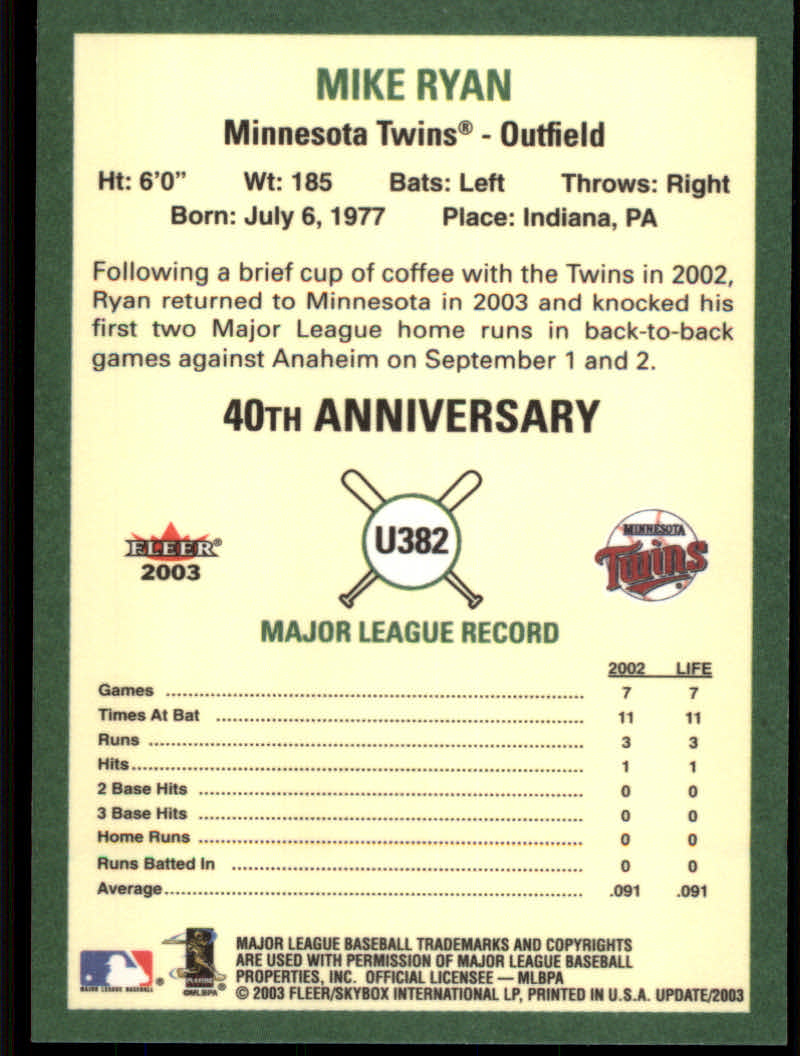 MIKE RYAN
Minnesota Twins® - Outfield
Ht: 6'0" Wt: 185 Bats: Left Throws: Right
Born: July 6, 1977 Place: Indiana, PA
Following a brief cup of coffee with the Twins in 2002,
Ryan returned to Minnesota in 2003 and knocked his
first two Major League home runs in back-to-back
games against Anaheim on September 1 and 2.
40TH ANNIVERSARY
FLEER®
2003
U382
MINNESOTA
Twins®
MAJOR LEAGUE RECORD
2002 LIFE
Games 7 7
Times At Bat 11 11
Runs 3 3
Hits 1 1
2 Base Hits 0 0
3 Base Hits 0 0
Home Runs 0 0
Runs Batted In 0 0
Average .091 .091
MAJOR LEAGUE BASEBALL ®
PLAYERS
©MLBPA ®
MAJOR LEAGUE BASEBALL TRADEMARKS AND COPYRIGHTS
ARE USED WITH PERMISSION OF MAJOR LEAGUE BASEBALL
PROPERTIES, INC. OFFICIAL LICENSEE — MLBPA
© 2003 FLEER/SKYBOX INTERNATIONAL LP, PRINTED IN U.S.A. UPDATE/2003